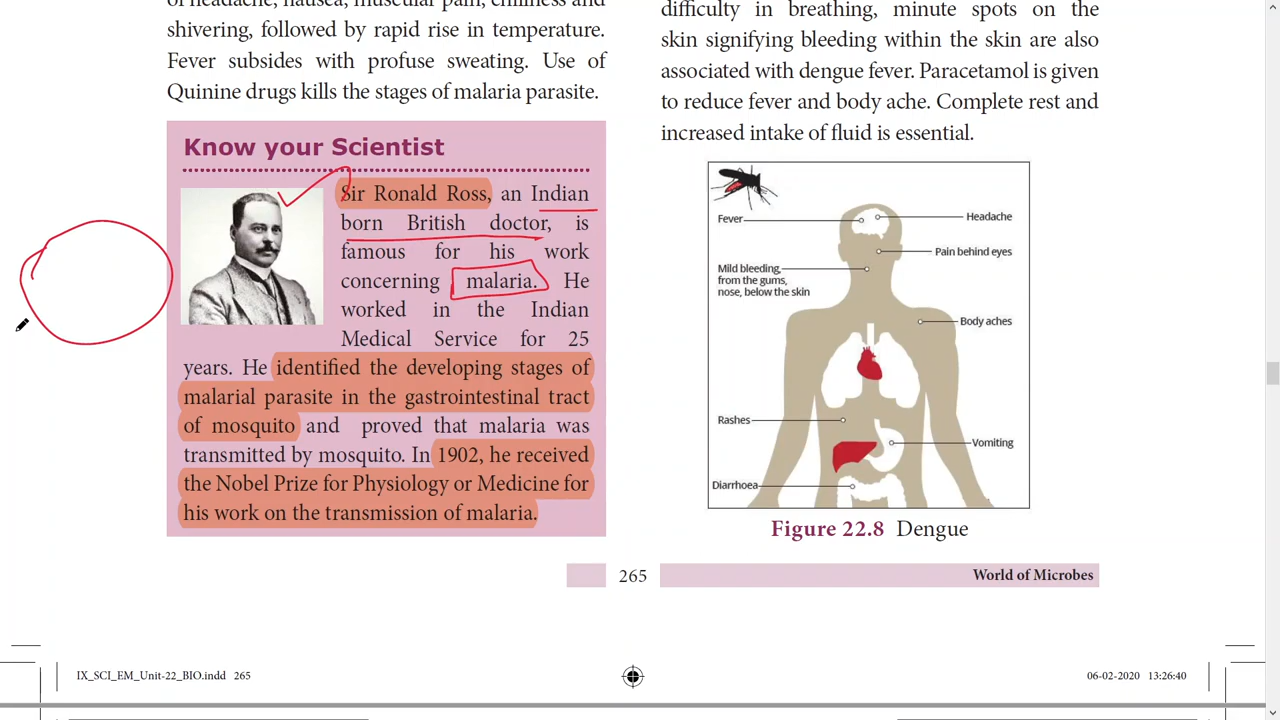 of headache, nausea, muscular pain, chillness and
shivering, followed by rapid rise in temperature.
Fever subsides with profuse sweating. Use of
Quinine drugs kills the stages of malaria parasite.
Know your Scientist
Sir Ronald Ross, an Indian
born British doctor, is
famous for his work
concerning malaria. He
worked in the Indian
Medical Service for 25
years. He identified the developing stages of
malarial parasite in the gastrointestinal tract
of mosquito and proved that malaria was
transmitted by mosquito. In 1902, he received
the Nobel Prize for Physiology or Medicine for
his work on the transmission of malaria.
difficulty in breathing, minute spots on the
skin signifying bleeding within the skin are also
associated with dengue fever. Paracetamol is given
to reduce fever and body ache. Complete rest and
increased intake of fluid is essential.
Fever
Headache
Pain behind eyes
Mild bleeding,
from the gums,
nose, below the skin
Body aches
Rashes
Vomiting
Diarrhoea
Figure 22.8 Dengue
265
World of Microbes
IX_SCI_EM_Unit-22_BIO.indd 265
06-02-2020 13:26:40